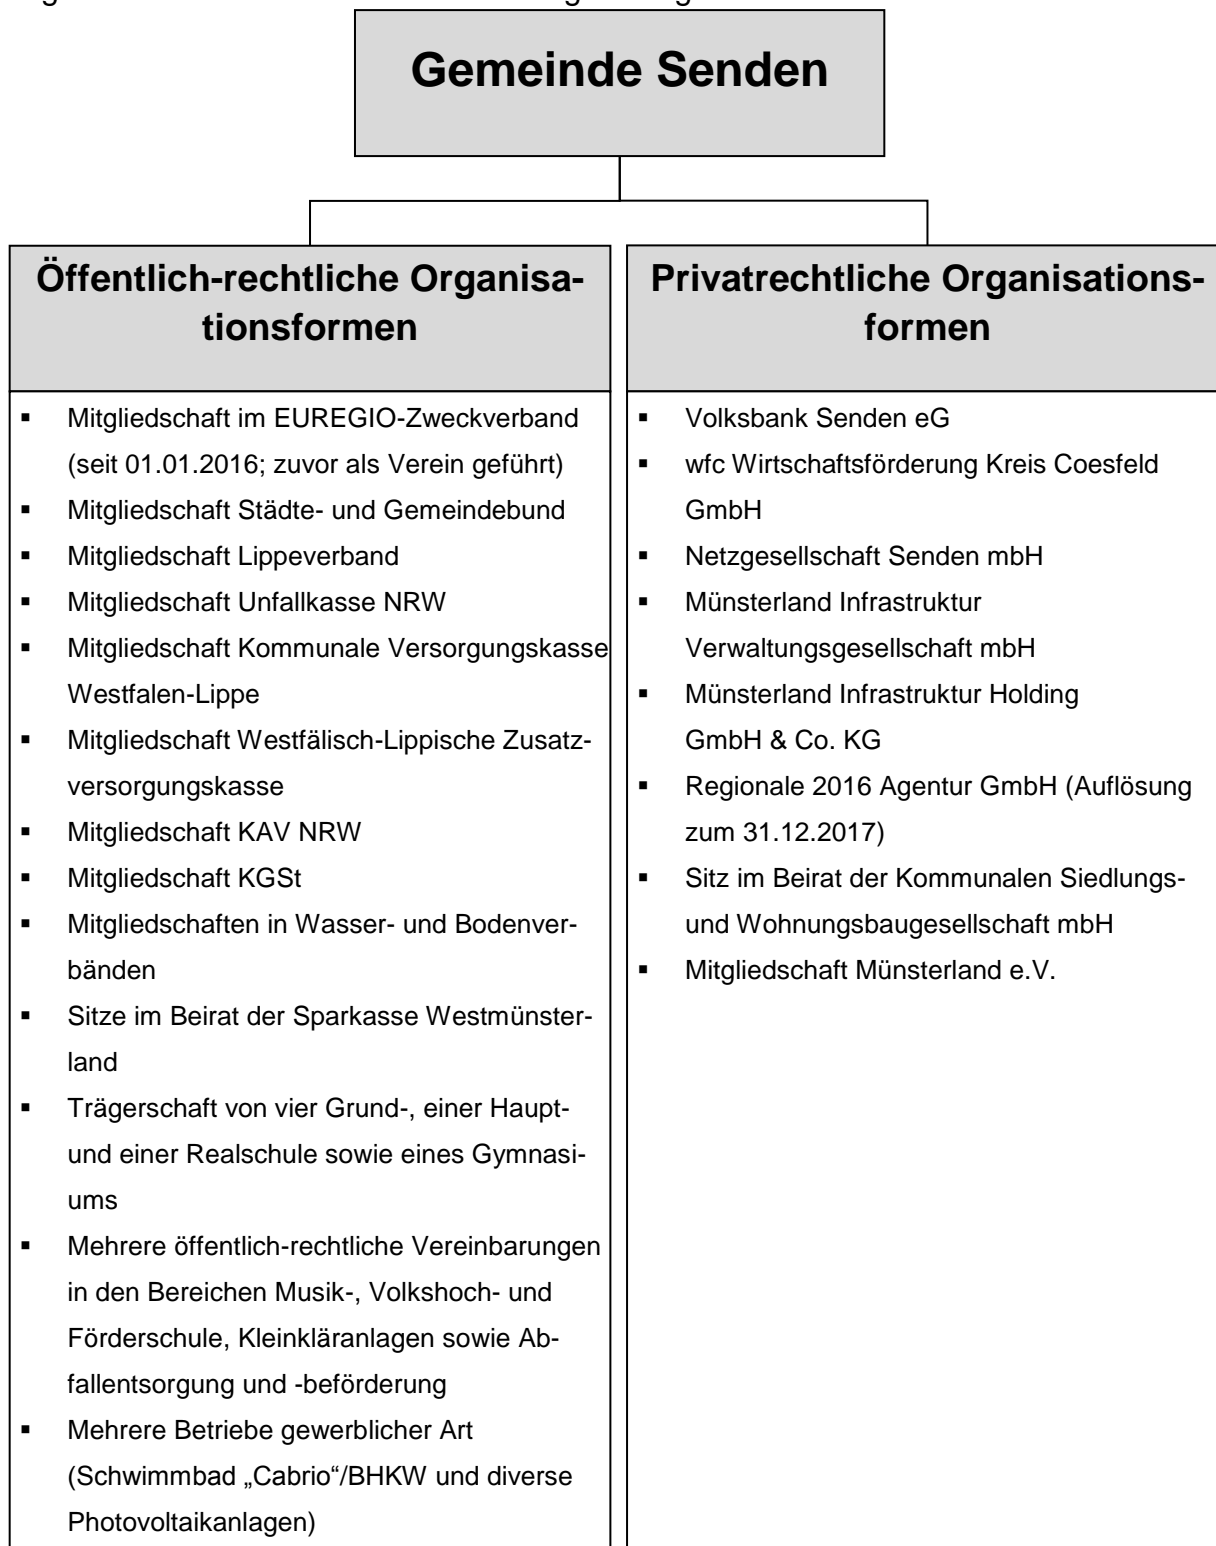 Gemeinde Senden
Öffentlich-rechtliche Organisa-
tionsformen
▪ Mitgliedschaft im EUREGIO-Zweckverband
(seit 01.01.2016; zuvor als Verein geführt)
▪ Mitgliedschaft Städte- und Gemeindebund
▪ Mitgliedschaft Lippeverband
▪ Mitgliedschaft Unfallkasse NRW
▪ Mitgliedschaft Kommunale Versorgungskasse
Westfalen-Lippe
▪ Mitgliedschaft Westfälisch-Lippische Zusatz-
versorgungskasse
▪ Mitgliedschaft KAV NRW
▪ Mitgliedschaft KGSt
▪ Mitgliedschaften in Wasser- und Bodenver-
bänden
▪ Sitze im Beirat der Sparkasse Westmünster-
land
▪ Trägerschaft von vier Grund-, einer Haupt-
und einer Realschule sowie eines Gymnasi-
ums
▪ Mehrere öffentlich-rechtliche Vereinbarungen
in den Bereichen Musik-, Volkshoch- und
Förderschule, Kleinkläranlagen sowie Ab-
fallentsorgung und -beförderung
▪ Mehrere Betriebe gewerblicher Art
(Schwimmbad „Cabrio“/BHKW und diverse
Photovoltaikanlagen)
Privatrechtliche Organisations-
formen
▪ Volksbank Senden eG
▪ wfc Wirtschaftsförderung Kreis Coesfeld
GmbH
▪ Netzgesellschaft Senden mbH
▪ Münsterland Infrastruktur
Verwaltungsgesellschaft mbH
▪ Münsterland Infrastruktur Holding
GmbH & Co. KG
▪ Regionale 2016 Agentur GmbH (Auflösung
zum 31.12.2017)
▪ Sitz im Beirat der Kommunalen Siedlungs-
und Wohnungsbaugesellschaft mbH
▪ Mitgliedschaft Münsterland e.V.